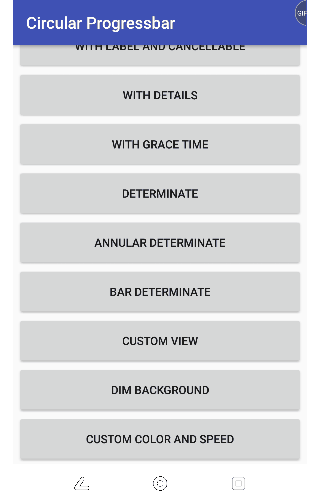 Circular Progressbar
GIF
WITH LABEL AND CANCELLABLE
WITH DETAILS
WITH GRACE TIME
DETERMINATE
ANNULAR DETERMINATE
BAR DETERMINATE
CUSTOM VIEW
DIM BACKGROUND
CUSTOM COLOR AND SPEED